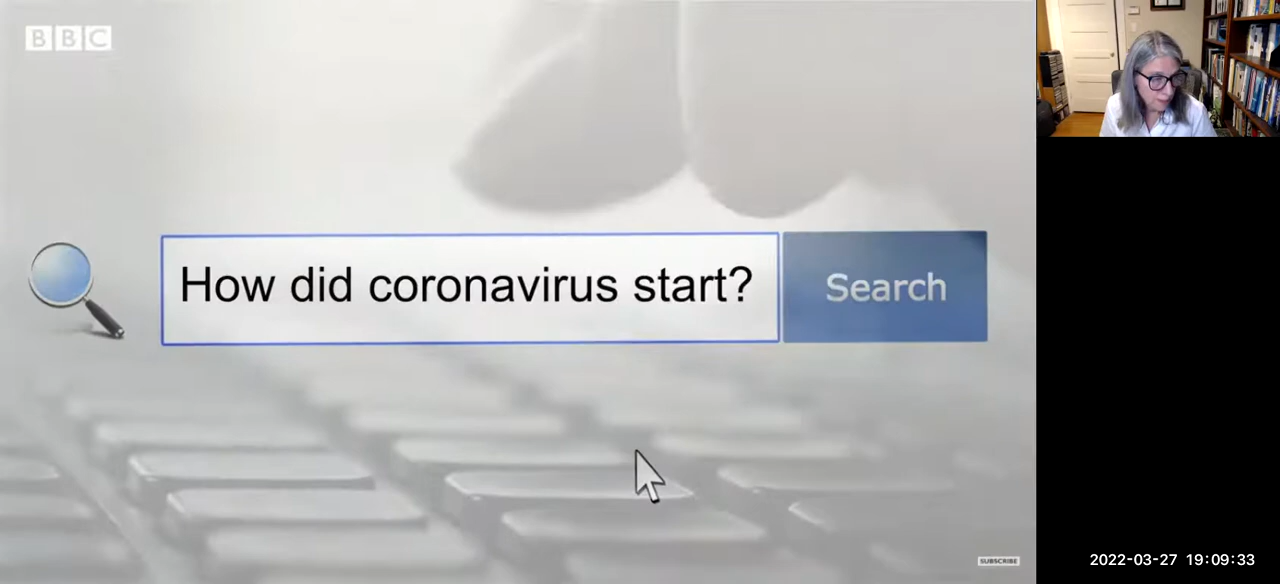 BBC
How did coronavirus start?
Search
SUBSCRIBE
2022-03-27 19:09:33